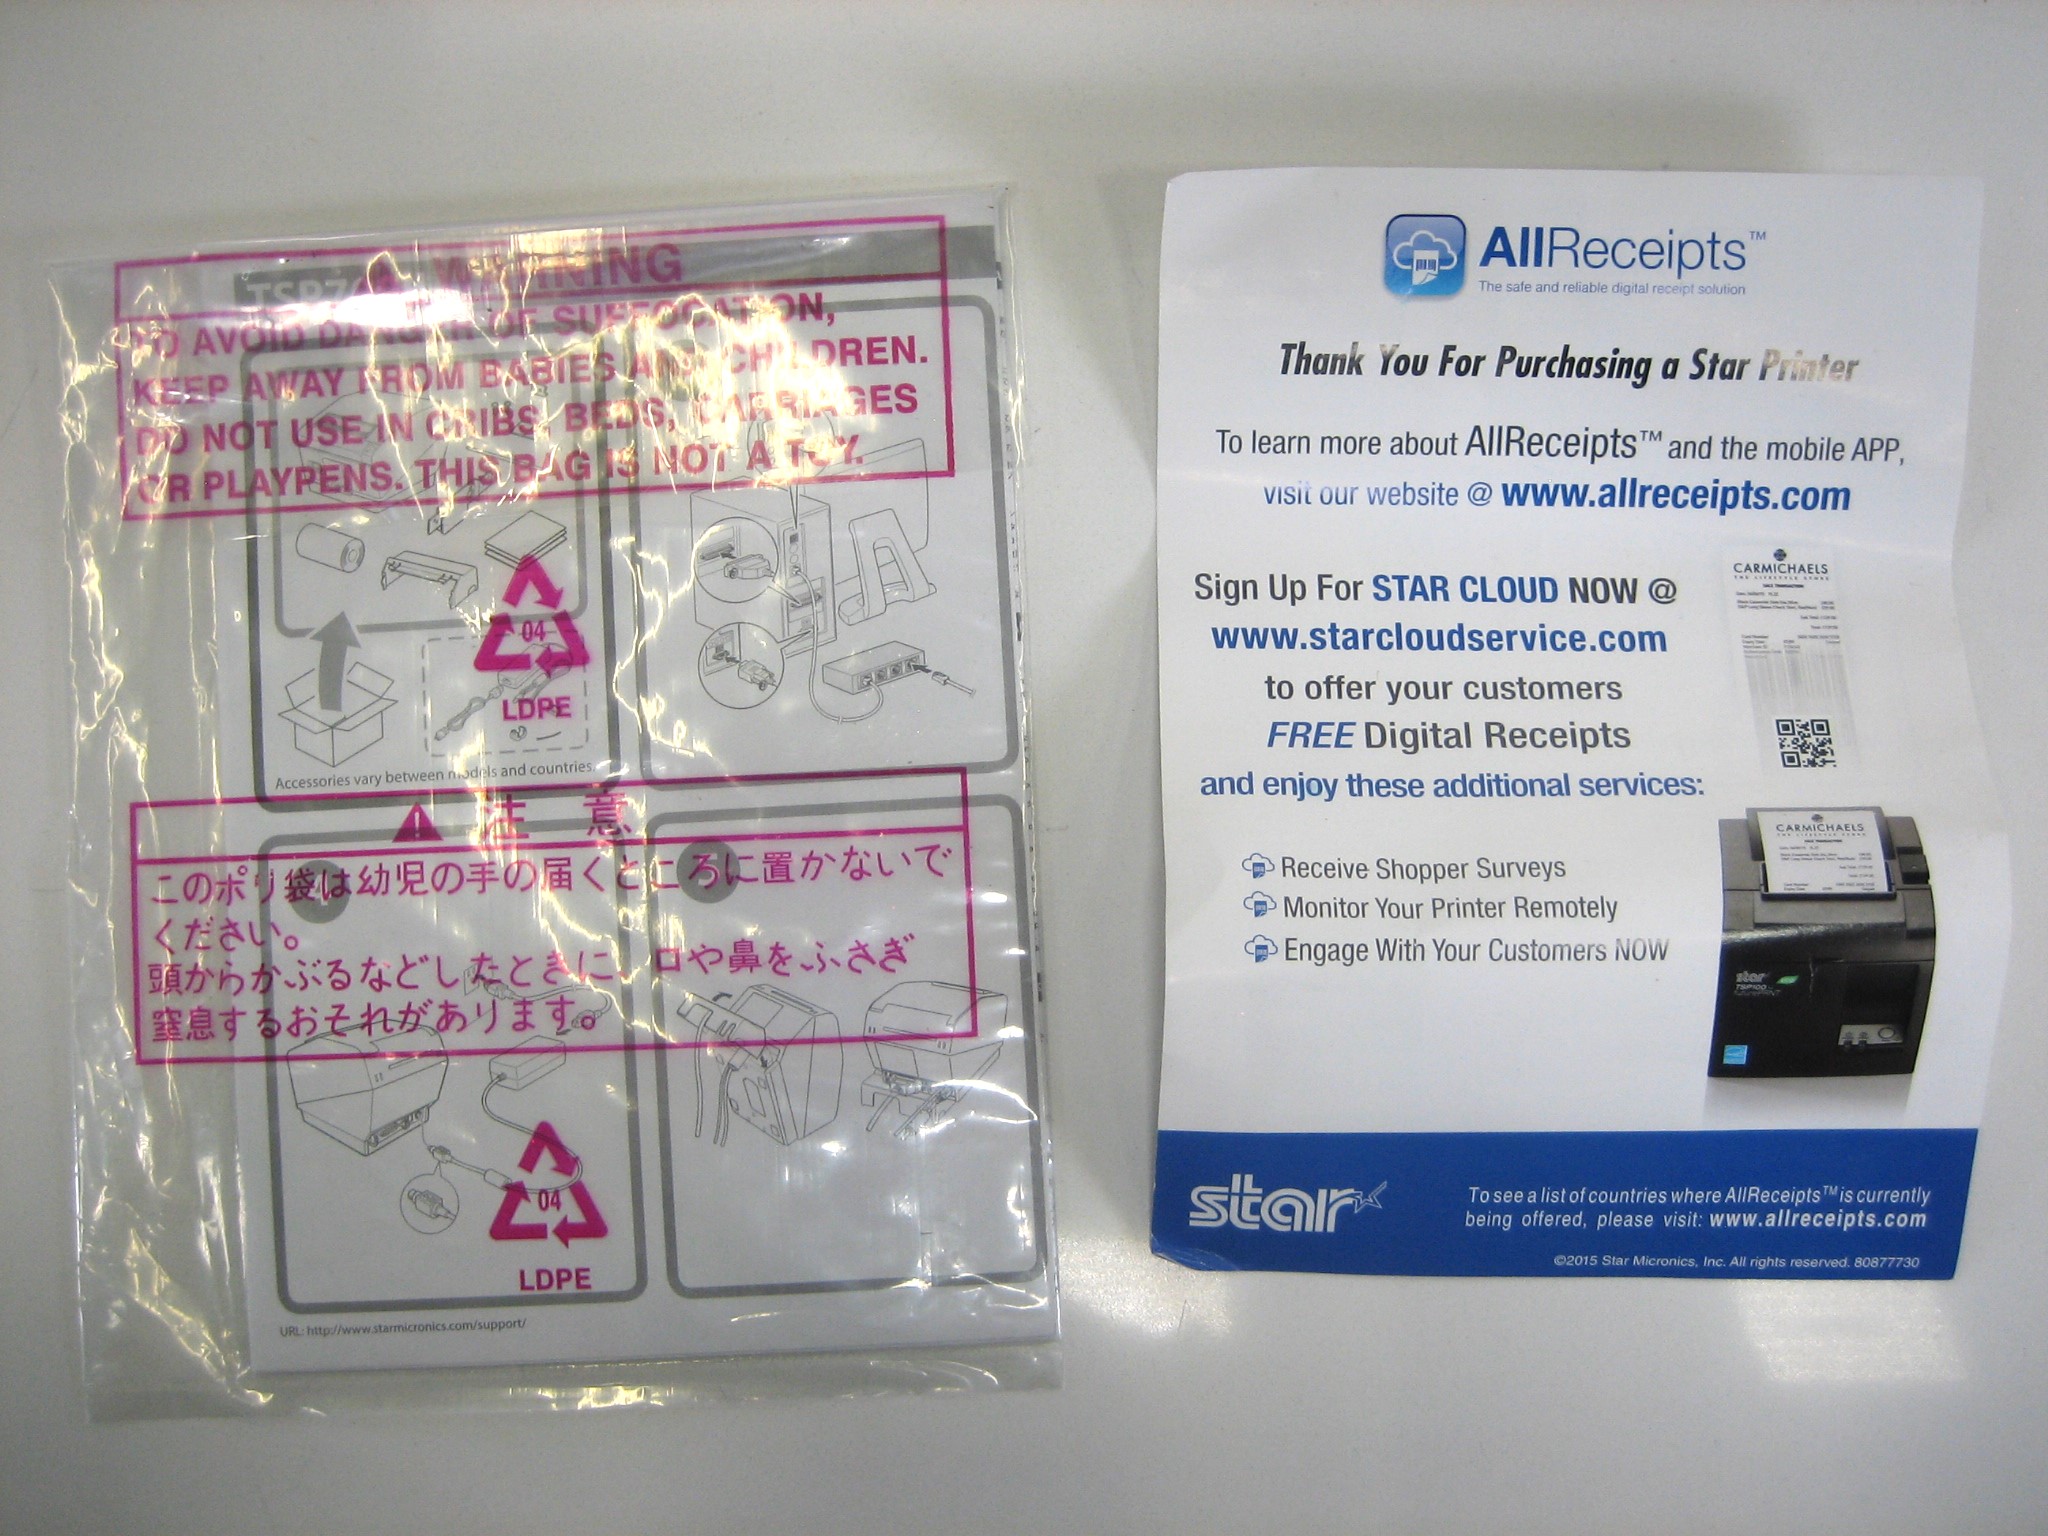 WARNING
TO AVOID DANGER OF SUFFOCATION,
KEEP AWAY FROM BABIES AND CHILDREN.
DO NOT USE IN CRIBS, BEDS, CARRIAGES
OR PLAYPENS. THIS BAG IS NOT A TOY.
04
LDPE
Accessories vary between models and countries.
注 意
このポリ袋は幼児の手の届くところに置かないで
ください。
頭からかぶるなどしたときに、口や鼻をふさぎ
窒息するおそれがあります。
04
LDPE
URL: http://www.starmicronics.com/support/
AllReceipts™
The safe and reliable digital receipt solution
Thank You For Purchasing a Star Printer
To learn more about AllReceipts™ and the mobile APP,
visit our website @ www.allreceipts.com
Sign Up For STAR CLOUD NOW @
www.starcloudservice.com
to offer your customers
FREE Digital Receipts
and enjoy these additional services:
Receive Shopper Surveys
Monitor Your Printer Remotely
Engage With Your Customers NOW
CARMICHAELS
CARMICHAELS
star
TSP100
star
To see a list of countries where AllReceipts™ is currently
being offered, please visit: www.allreceipts.com
©2015 Star Micronics, Inc. All rights reserved. 80877730